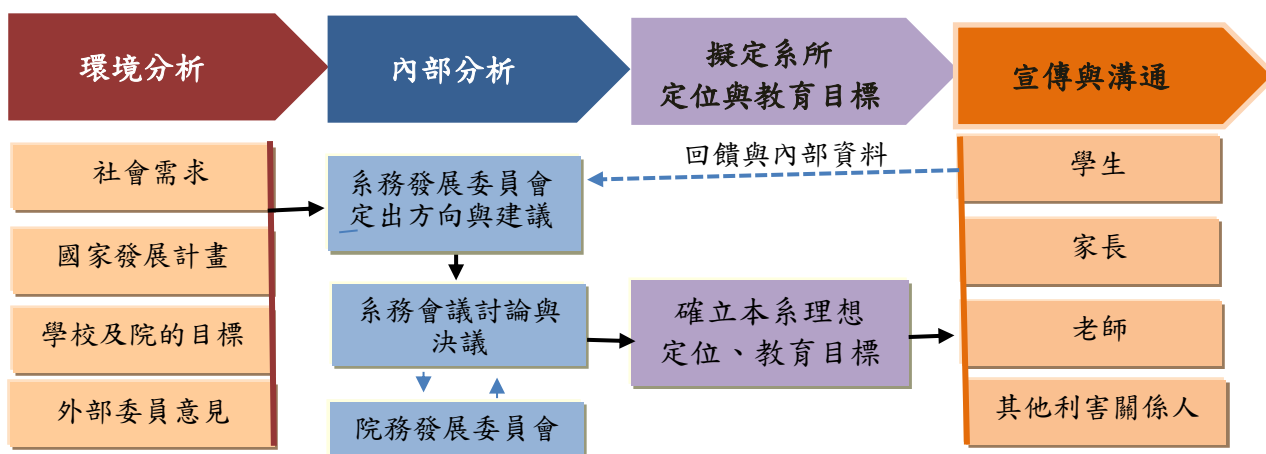 環境分析
內部分析
擬定系所
定位與教育目標
宣傳與溝通
社會需求
國家發展計畫
學校及院的目標
外部委員意見
系務發展委員會
定出方向與建議
系務會議討論與
決議
院務發展委員會
回饋與內部資料
確立本系理想
定位、教育目標
學生
家長
老師
其他利害關係人